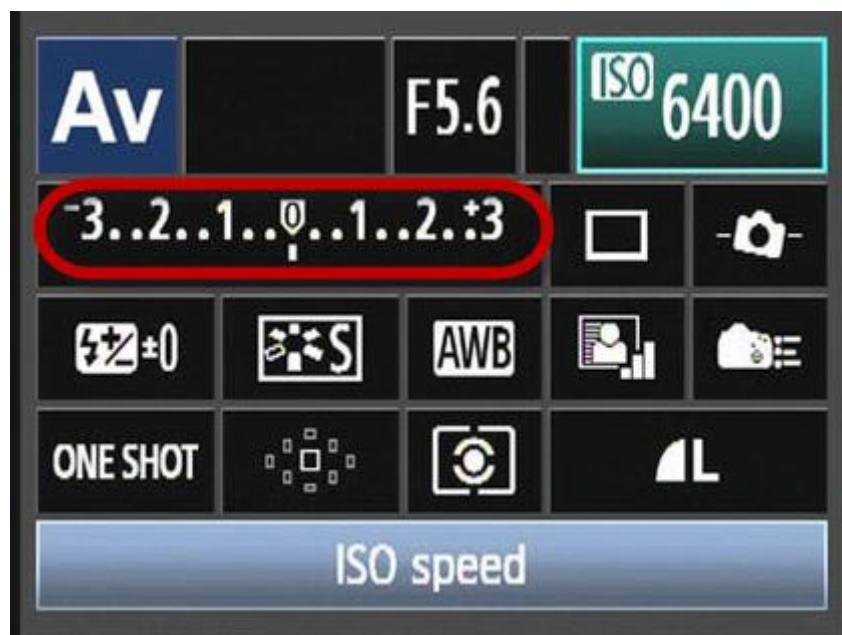 Av F5.6 ISO 6400
-3..2..1..0..1..2..+3
±0 S AWB
ONE SHOT L
ISO speed